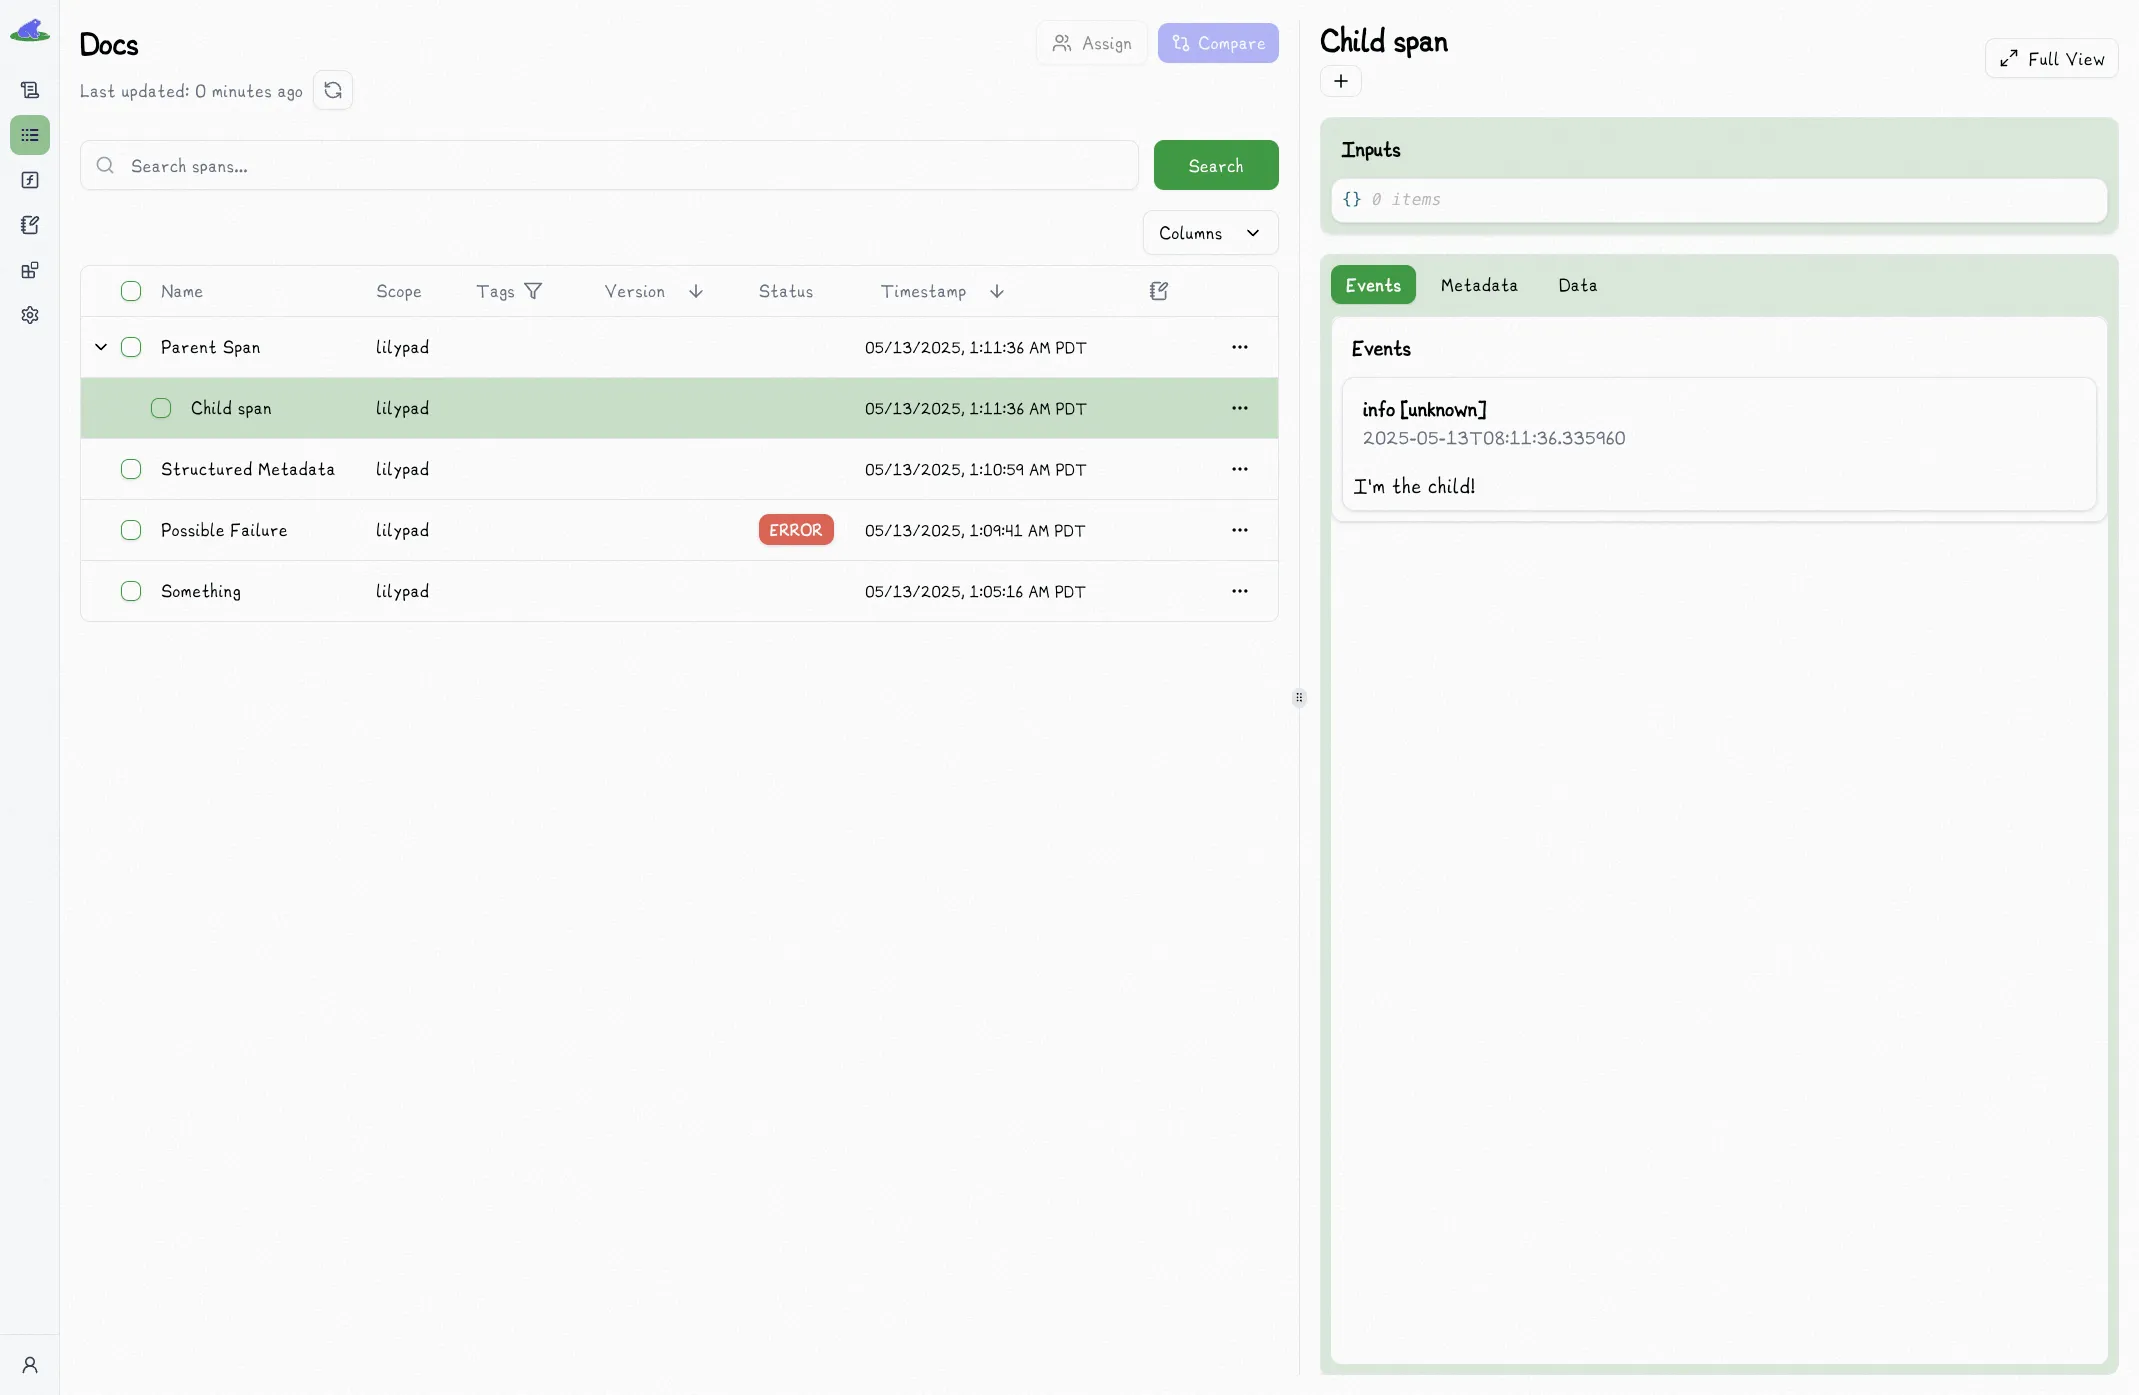 Docs
Assign
Compare
Last updated: 0 minutes ago
Search spans...
Search
Columns
Name Scope Tags Version Status Timestamp
Parent Span lilypad 05/13/2025, 1:11:36 AM PDT
Child span lilypad 05/13/2025, 1:11:36 AM PDT
Structured Metadata lilypad 05/13/2025, 1:10:59 AM PDT
Possible Failure lilypad ERROR 05/13/2025, 1:09:41 AM PDT
Something lilypad 05/13/2025, 1:05:16 AM PDT
Child span
Full View
Inputs
{} 0 items
Events Metadata Data
Events
info [unknown]
2025-05-13T08:11:36.335960
I'm the child!